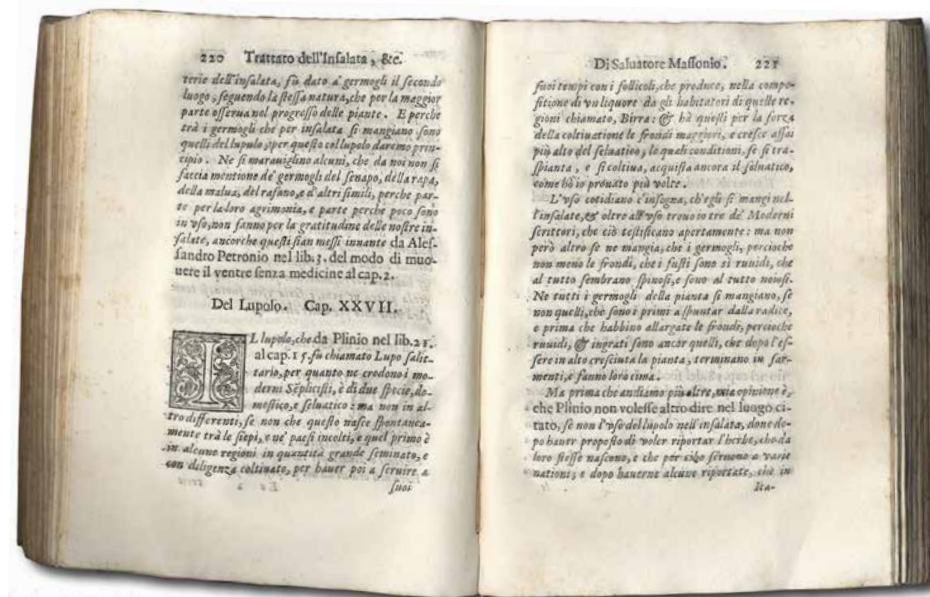 220 Trattato dell'Insalata, &c.
terie dell'insalata, fù dato a' germogli il secondo
luogo, seguendo la stessa natura, che per la maggior
parte osserua nel progresso delle piante. E perche
trà i germogli che per insalata si mangiano sono
quelli del lupulo, per questo col lupolo daremo prin-
cipio. Ne si marauiglino alcuni, che da noi non si
faccia mentione de' germogli del senapo, della rapa,
della malua, del rafano, e d'altri simili, perche par-
te per la loro agrimonia, e parte perche poco sono
in vso, non fanno per la gratitudine delle nostre in-
salate, ancorche questi sian messi innante da Ales-
sandro Petronio nel lib. 3. del modo di muo-
uere il ventre senza medicine al cap. 2.
Del Lupolo. Cap. XXVII.
IL lupolo, che da Plinio nel lib. 21.
al cap. 15. fù chiamato Lupo salit-
tario, per quanto ne credono i mo-
derni Sēplicisti, è di due specie, do-
mestico, e seluatico: ma non in al-
tro differenti, se non che questo nasce spontanea-
mente trà le siepi, e ne' paesi incolti, e quel primo è
in alcune regioni in quantità grande seminato, e
con diligenza coltiuato, per hauer poi a seruire a
suoi
Di Saluatore Massonio. 221
suoi tempi con i follicoli, che produce, nella compo-
sitione di vn liquore da gli habitatori di quelle re-
gioni chiamato, Birra: & hà questi per la forza
della coltiuatione le frondi maggiori, e cresce assai
più alto del seluatico; le quali conditioni, se si tra-
spianta, e si coltiua, acquista ancora il saluatico,
come hò io prouato più volte.
L'vso cotidiano c'insogna, ch'egli si mangi nel-
l'insalate, & oltro all'vso trouo io tre de' Moderni
scrittori, che ciò testificano apertamente: ma non
però altro se ne mangia, che i germogli, percioche
non meno le frondi, che i fusti sono sì ruuidi, che
al tutto sembrano spinosi, e sono al tutto noiosi.
Ne tutti i germogli della pianta si mangiano, se
non quelli, che sono i primi a spuntar dalla radice,
e prima che habbino allargate le frondi, percioche
ruuidi, & ingrati sono ancor quelli, che dopo l'es-
sere in alto cresciuta la pianta, terminano in sar-
menti, e fanno loro cima.
Ma prima che andiamo più altre, mia opinione è,
che Plinio non volesse altro dire nel luogo ci-
tato, se non l'vso del lupolo nell'insalata, doue do-
po hauer proposto di voler riportar l'herbe, che da
loro stesse nascono, e che per cibo seruono a varie
nationi; e dopo hauerne alcune riportate, che in
Ita-